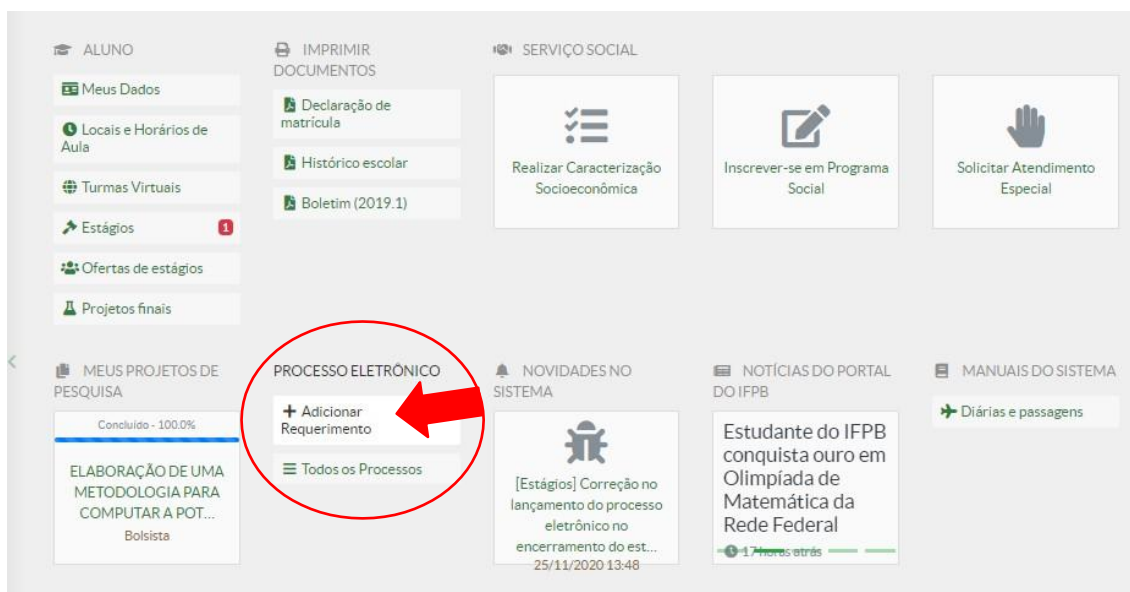 ALUNO
Meus Dados
Locais e Horários de
Aula
Turmas Virtuais
Estágios 1
Ofertas de estágios
Projetos finais
IMPRIMIR
DOCUMENTOS
Declaração de
matrícula
Histórico escolar
Boletim (2019.1)
SERVIÇO SOCIAL
Realizar Caracterização
Socioeconômica
Inscrever-se em Programa
Social
Solicitar Atendimento
Especial
MEUS PROJETOS DE
PESQUISA
Concluído - 100.0%
ELABORAÇÃO DE UMA
METODOLOGIA PARA
COMPUTAR A POT...
Bolsista
PROCESSO ELETRÔNICO
Adicionar
Requerimento
Todos os Processos
NOVIDADES NO
SISTEMA
[Estágios] Correção no
lançamento do processo
eletrônico no
encerramento do est...
25/11/2020 13:48
NOTÍCIAS DO PORTAL
DO IFPB
Estudante do IFPB
conquista ouro em
Olimpíada de
Matemática da
Rede Federal
17 horas atrás
MANUAIS DO SISTEMA
Diárias e passagens